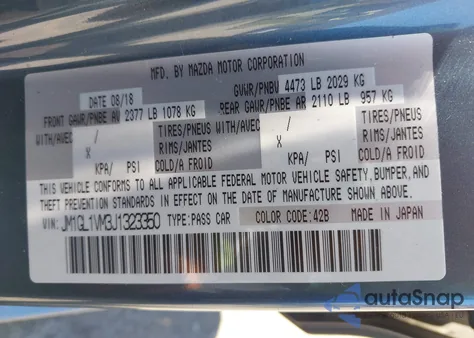 MFD. BY MAZDA MOTOR CORPORATION
DATE 08/18 GVWR/PNBV 4473 LB 2029 KG
FRONT GAWR/PNBE AV 2377 LB 1078 KG REAR GAWR/PNBE AR 2110 LB 957 KG
WITH/AVEC / TIRES/PNEUS WITH/AVEC / TIRES/PNEUS
X RIMS/JANTES X RIMS/JANTES
KPA/ PSI COLD/A FROID KPA/ PSI COLD/A FROID
THIS VEHICLE CONFORMS TO ALL APPLICABLE FEDERAL MOTOR VEHICLE SAFETY, BUMPER, AND
THEFT PREVENTION STANDARDS IN EFFECT ON THE DATE OF MANUFACTURE SHOWN ABOVE.
VIN: JM1GL1VM3J1323350 TYPE:PASS CAR COLOR CODE:42B MADE IN JAPAN
autoSnap